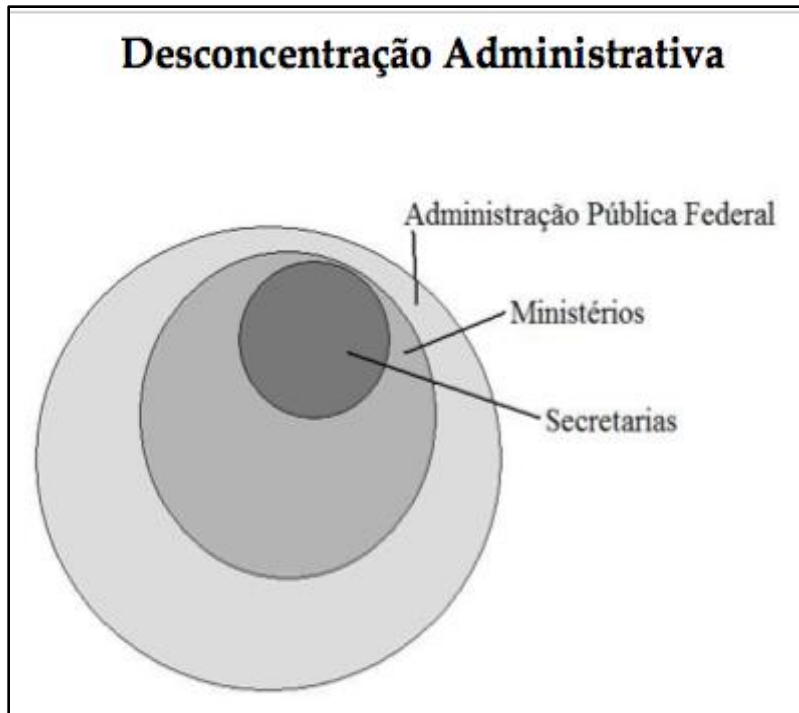 Desconcentração Administrativa
Administração Pública Federal
Ministérios
Secretarias